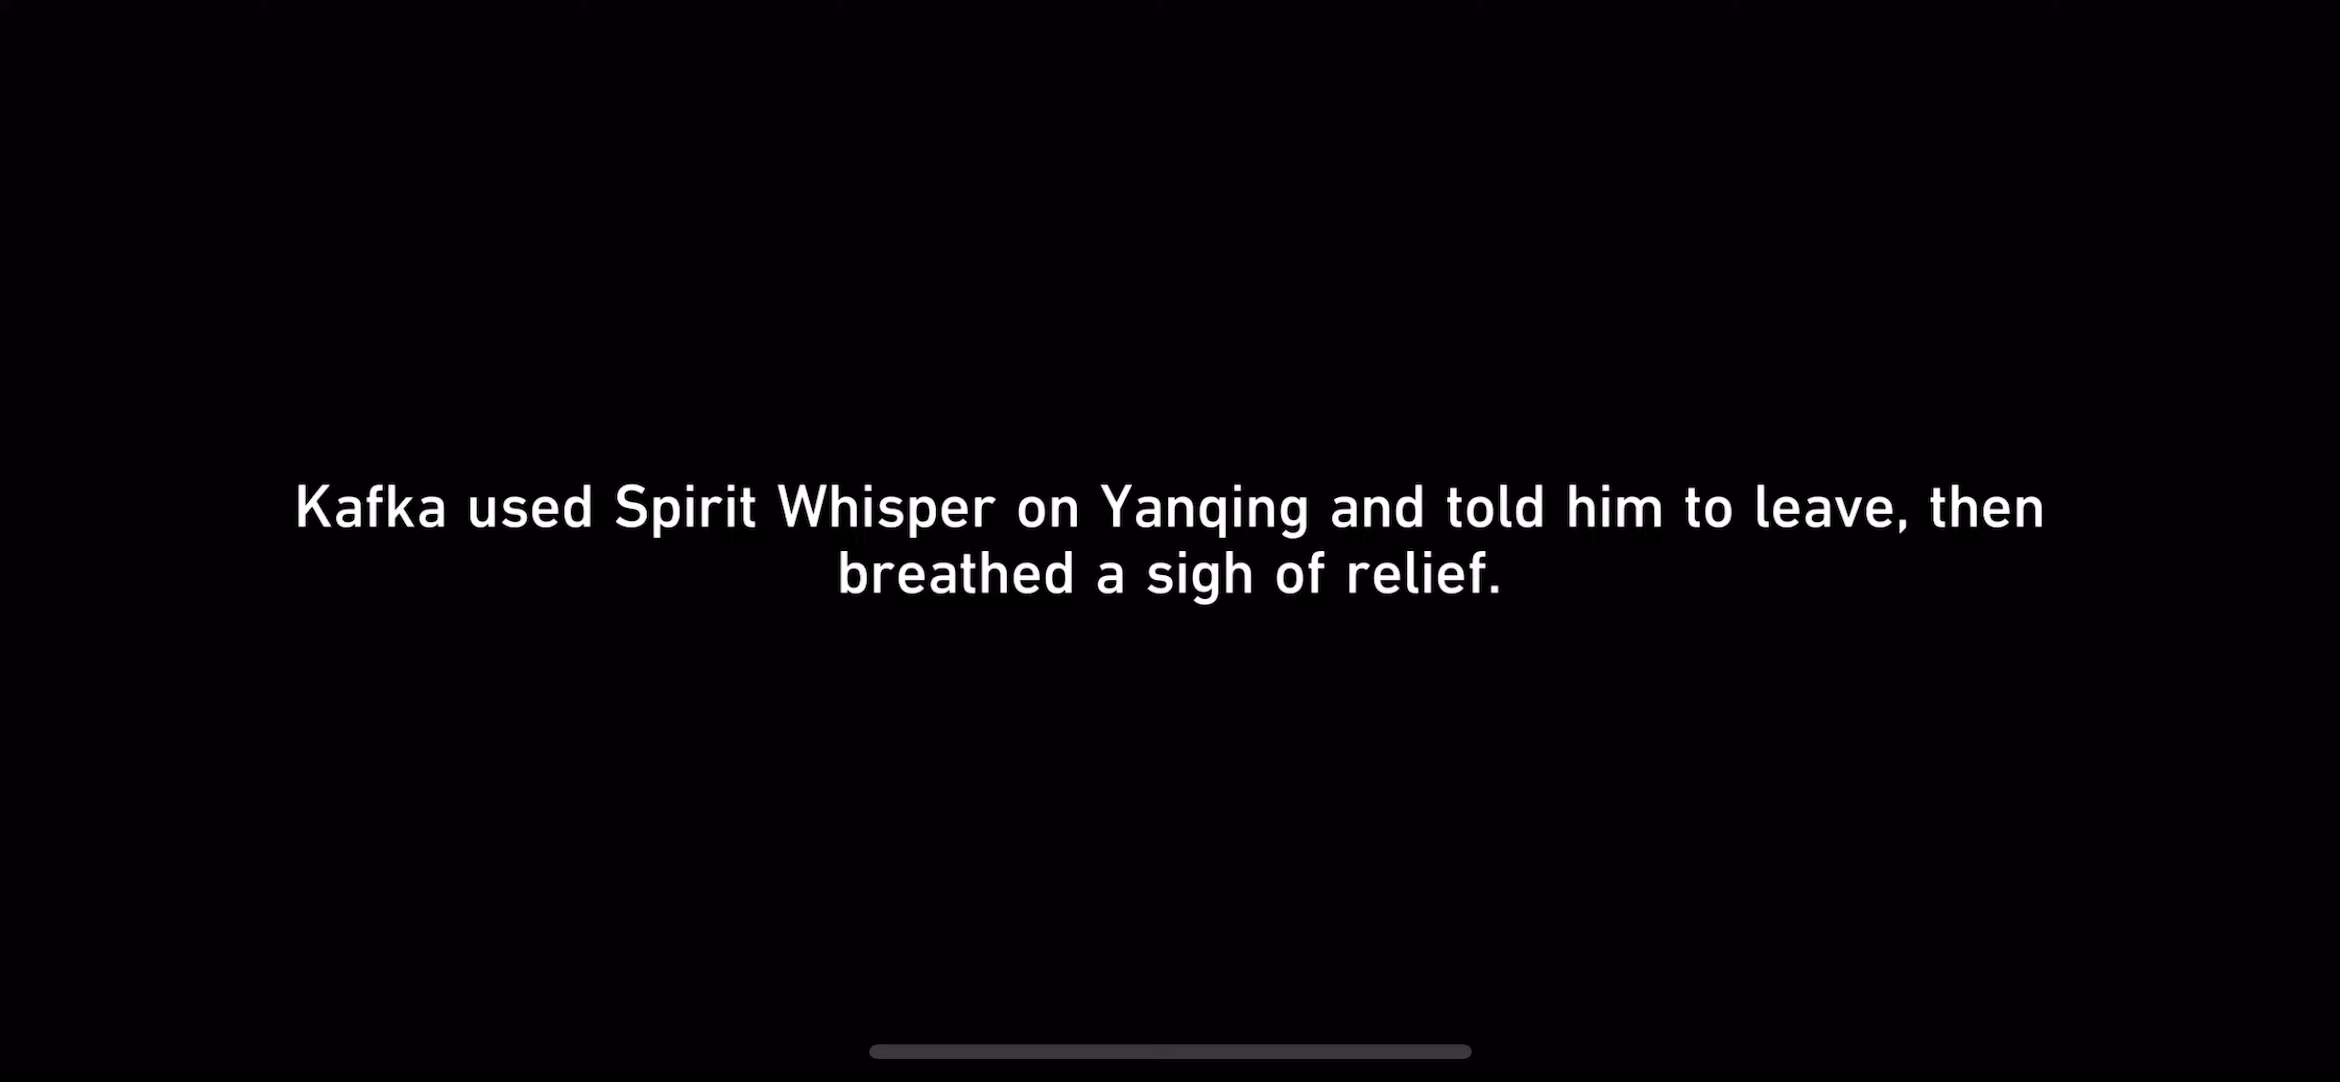 Kafka used Spirit Whisper on Yanqing and told him to leave, then
breathed a sigh of relief.